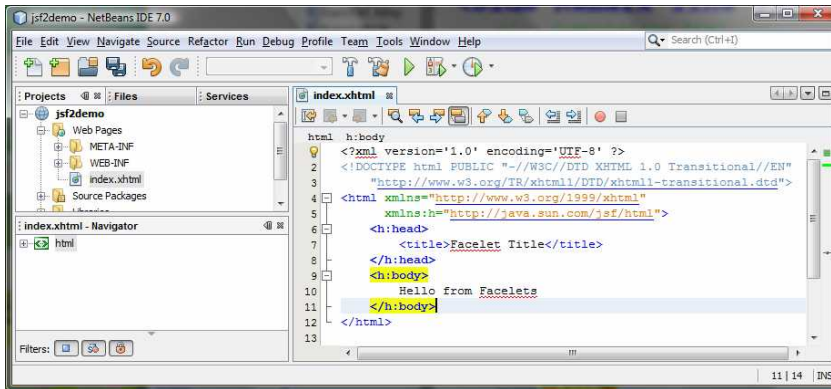 jsf2demo - NetBeans IDE 7.0
File Edit View Navigate Source Refactor Run Debug Profile Team Tools Window Help
Search (Ctrl+I)
Projects Files Services
jsf2demo
Web Pages
META-INF
WEB-INF
index.xhtml
Source Packages
index.xhtml - Navigator
html
Filters:
index.xhtml
html h:body
<?xml version='1.0' encoding='UTF-8' ?>
2 <!DOCTYPE html PUBLIC "-//W3C//DTD XHTML 1.0 Transitional//EN"
3 "http://www.w3.org/TR/xhtml1/DTD/xhtml1-transitional.dtd">
4 <html xmlns="http://www.w3.org/1999/xhtml"
5 xmlns:h="http://java.sun.com/jsf/html">
6 <h:head>
7 <title>Facelet Title</title>
8 </h:head>
9 <h:body>
10 Hello from Facelets
11 </h:body>
12 </html>
13
11 | 14 INS